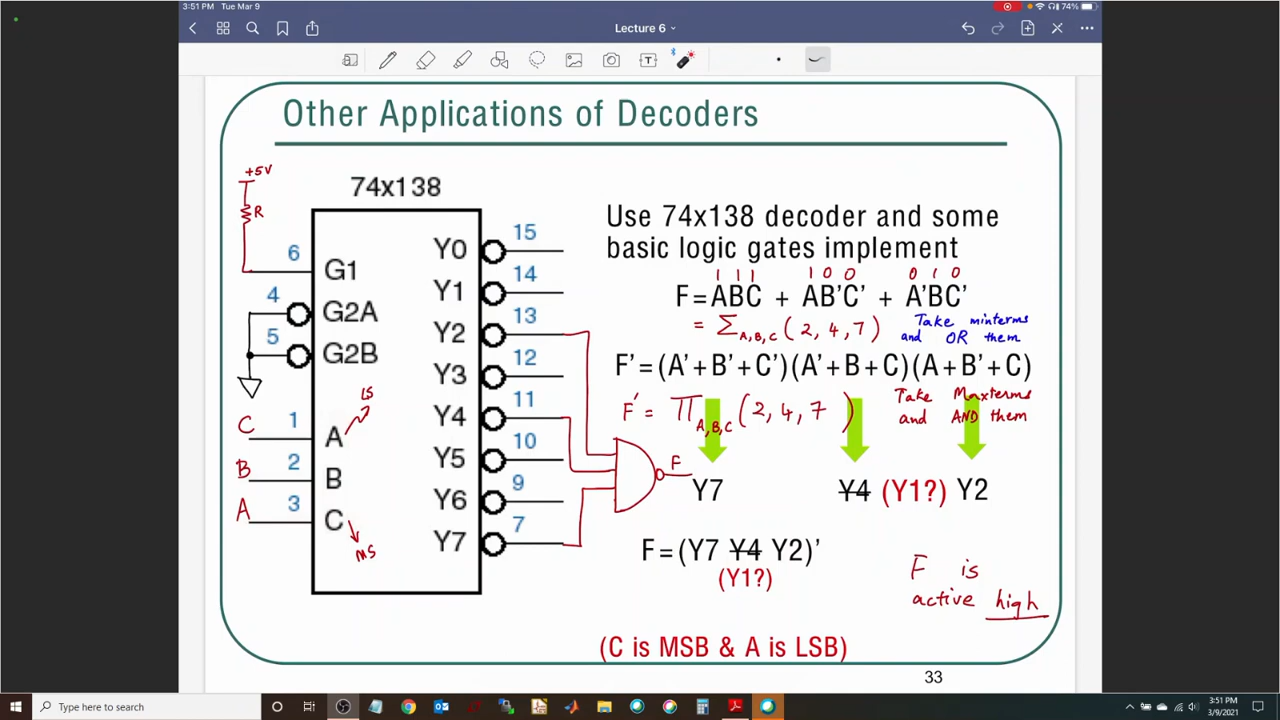 3:51 PM Tue Mar 9
74%
Lecture 6
Other Applications of Decoders
+5V
R
74x138
6 G1
4 G2A
5 G2B
C 1 A LS
B 2 B
A 3 C MS
Y0 15
Y1 14
Y2 13
Y3 12
Y4 11
Y5 10
Y6 9
Y7 7
F
Use 74x138 decoder and some
basic logic gates implement
1 1 1 1 0 0 0 1 0
F=ABC + AB'C' + A'BC'
= Σ A,B,C (2, 4, 7) Take minterms
and OR them
F'=(A'+B'+C')(A'+B+C)(A+B'+C)
F' = Π A,B,C (2, 4, 7) Take Maxterms
and AND them
Y7 Y4 (Y1?) Y2
F=(Y7 Y4 Y2)'
(Y1?)
F is
active high
(C is MSB & A is LSB)
33
Type here to search
3:51 PM
3/9/2021